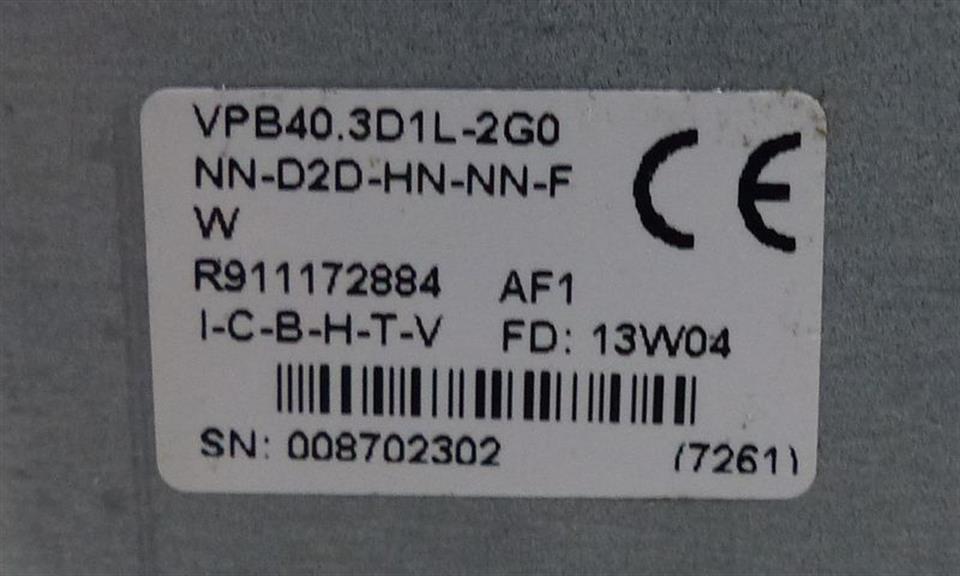 VPB40.3D1L-2G0
NN-D2D-HN-NN-F
W
CE
R911172884 AF1
I-C-B-H-T-V FD: 13W04
SN: 008702302 (7261)